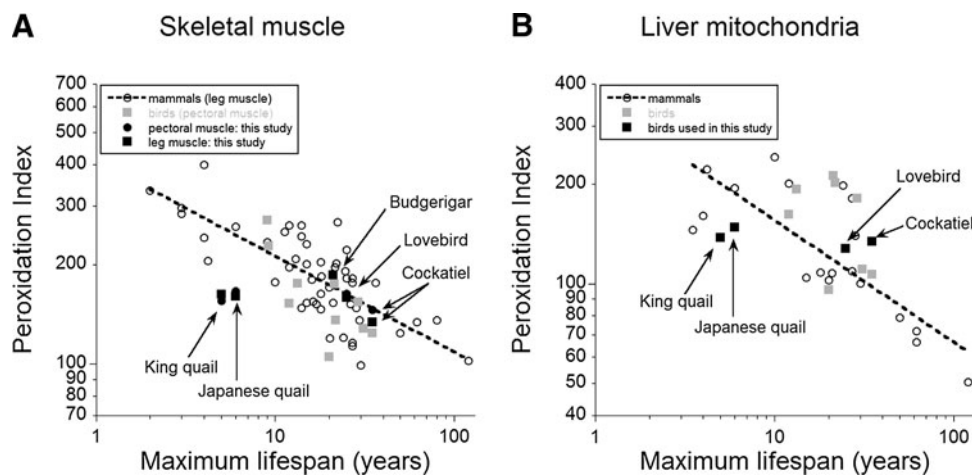 A Skeletal muscle
700
600
500
400
300
200
100
90
80
70
Peroxidation Index
mammals (leg muscle)
birds (pectoral muscle)
pectoral muscle: this study
leg muscle: this study
Budgerigar
Lovebird
Cockatiel
King quail
Japanese quail
1 10 100
Maximum lifespan (years)
B Liver mitochondria
400
300
200
100
90
80
70
60
50
40
Peroxidation Index
mammals
birds
birds used in this study
Lovebird
Cockatiel
King quail
Japanese quail
1 10 100
Maximum lifespan (years)